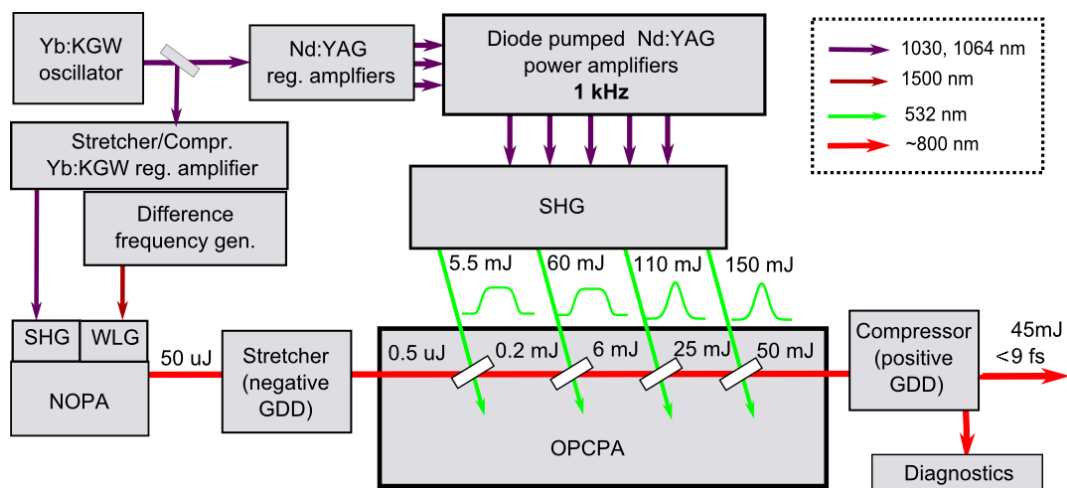 Yb:KGW
oscillator
Nd:YAG
reg. amplfiers
Diode pumped Nd:YAG
power amplifiers
1 kHz
1030, 1064 nm
1500 nm
532 nm
~800 nm
Stretcher/Compr.
Yb:KGW reg. amplifier
Difference
frequency gen.
SHG
5.5 mJ
60 mJ
110 mJ
150 mJ
SHG
WLG
NOPA
50 uJ
Stretcher
(negative
GDD)
0.5 uJ
0.2 mJ
6 mJ
25 mJ
50 mJ
OPCPA
Compressor
(positive
GDD)
45mJ
<9 fs
Diagnostics